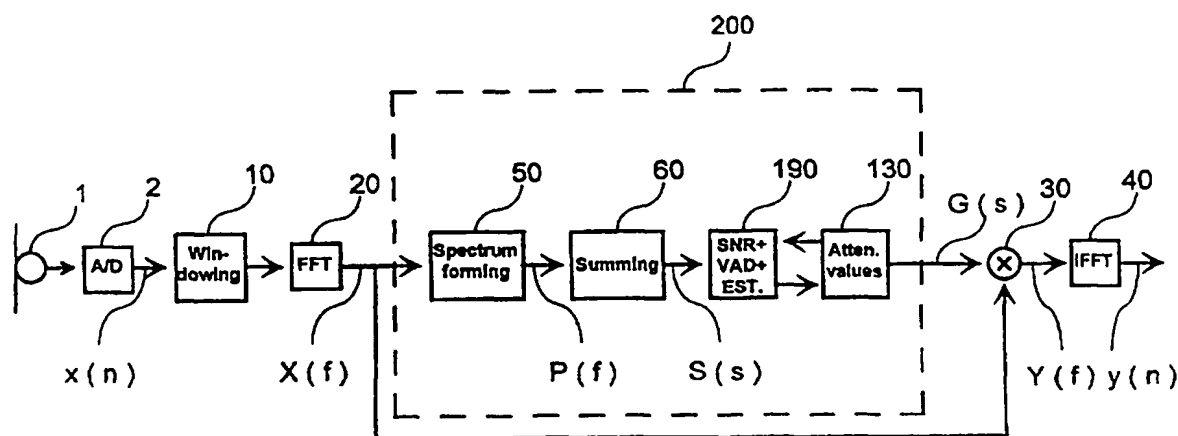 200
1
2
10
20
50
60
190
130
G(s)
30
40
A/D
Win-
dowing
FFT
Spectrum
forming
Summing
SNR+
VAD+
EST.
Atten.
values
×
IFFT
x(n)
X(f)
P(f)
S(s)
Y(f)
y(n)